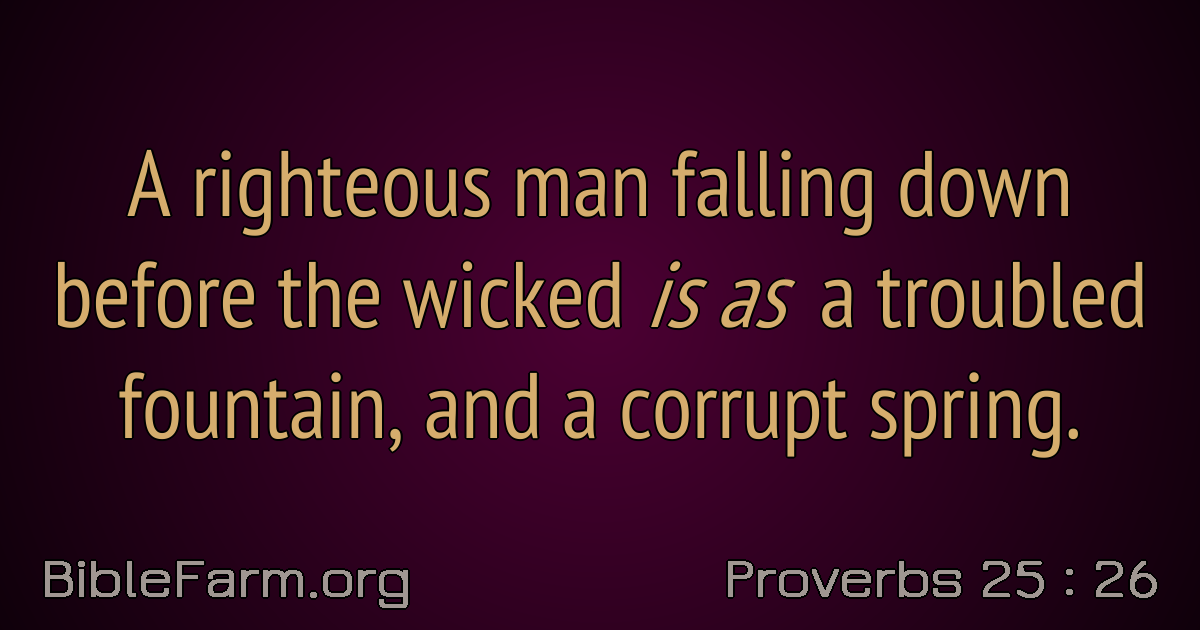 A righteous man falling down
before the wicked is as a troubled
fountain, and a corrupt spring.
BibleFarm.org
Proverbs 25 : 26